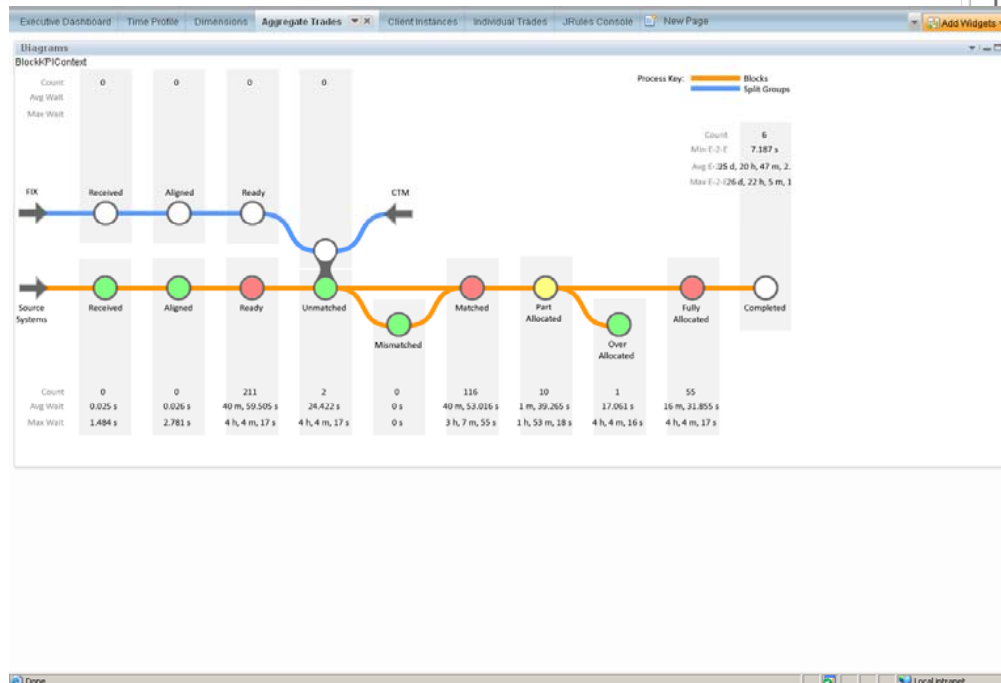 Executive Dashboard Time Profile Dimensions Aggregate Trades Client Instances Individual Trades JRules Console New Page Add Widgets
Diagrams
BlockKPIContext
Count 0 0 0 0
Avg Wait
Max Wait
Process Key: Blocks
Split Groups
Count 6
Min E-2-E 7.187 s
Avg E-2 25 d, 20 h, 47 m, 2.
Max E-2-E 26 d, 22 h, 5 m, 1
FIX Received Aligned Ready CTM
Source Systems Received Aligned Ready Unmatched Matched Part Allocated Fully Allocated Completed
Mismatched Over Allocated
Count 0 0 211 2 0 116 10 1 55
Avg Wait 0.025 s 0.026 s 40 m, 59.505 s 24.422 s 0 s 40 m, 53.016 s 1 m, 39.265 s 17.061 s 16 m, 31.855 s
Max Wait 1.484 s 2.781 s 4 h, 4 m, 17 s 4 h, 4 m, 17 s 0 s 3 h, 7 m, 55 s 1 h, 53 m, 18 s 4 h, 4 m, 16 s 4 h, 4 m, 17 s
Done Local intranet